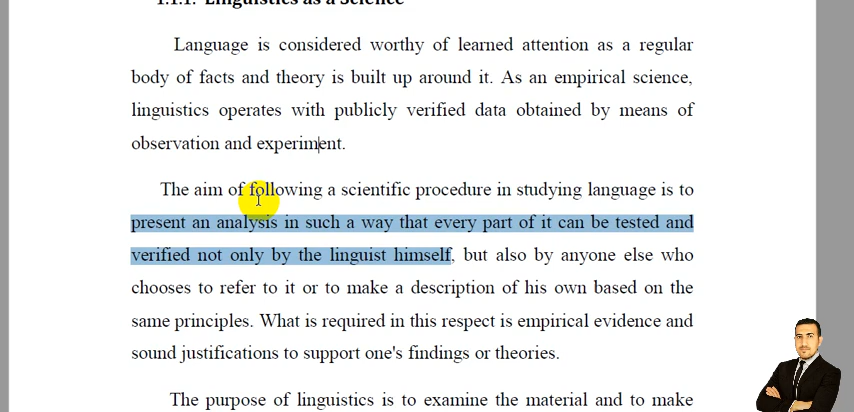 1.1.1. Linguistics as a Science
Language is considered worthy of learned attention as a regular
body of facts and theory is built up around it. As an empirical science,
linguistics operates with publicly verified data obtained by means of
observation and experiment.
The aim of following a scientific procedure in studying language is to
present an analysis in such a way that every part of it can be tested and
verified not only by the linguist himself, but also by anyone else who
chooses to refer to it or to make a description of his own based on the
same principles. What is required in this respect is empirical evidence and
sound justifications to support one's findings or theories.
The purpose of linguistics is to examine the material and to make